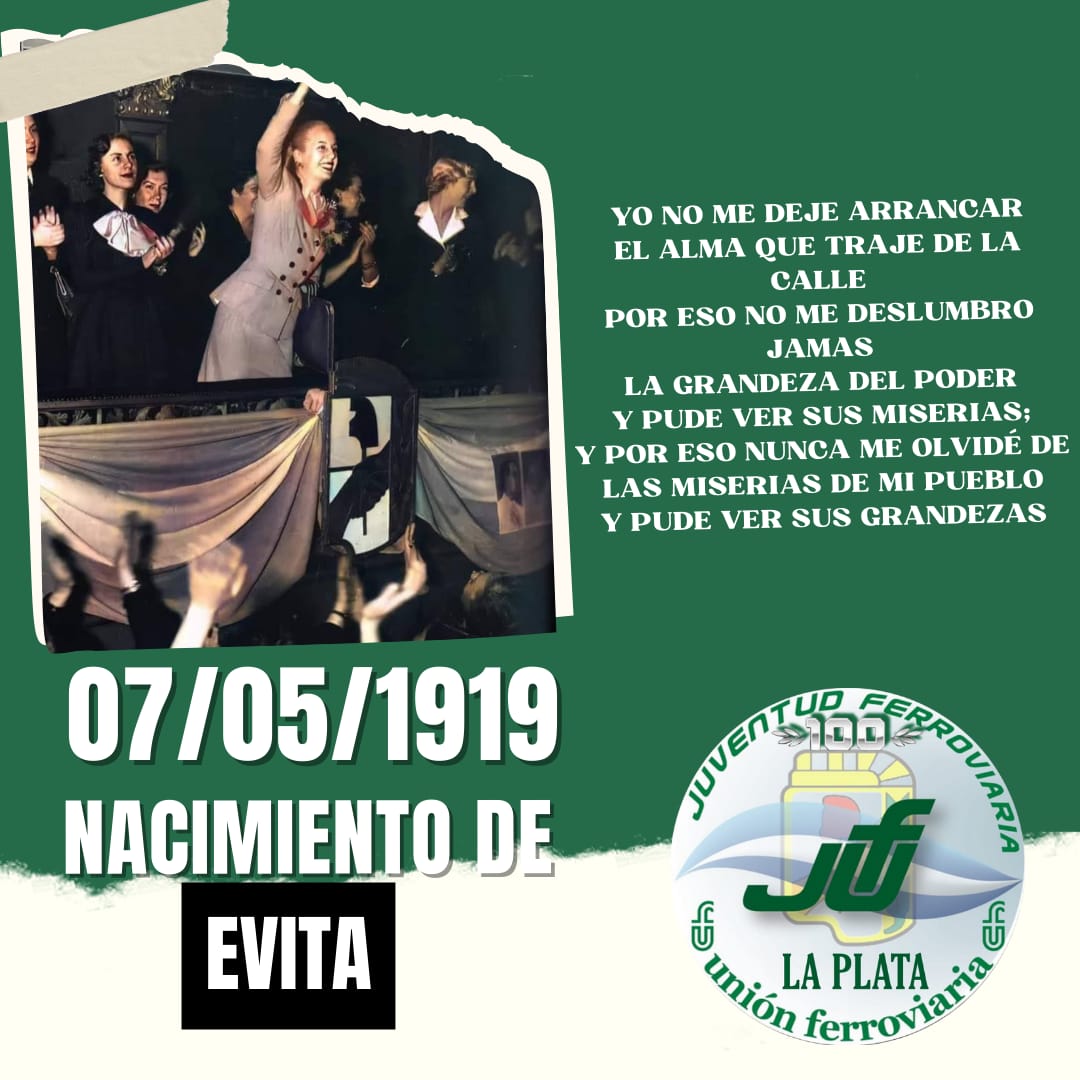 YO NO ME DEJE ARRANCAR
EL ALMA QUE TRAJE DE LA
CALLE
POR ESO NO ME DESLUMBRO
JAMAS
LA GRANDEZA DEL PODER
Y PUDE VER SUS MISERIAS;
Y POR ESO NUNCA ME OLVIDÉ DE
LAS MISERIAS DE MI PUEBLO
Y PUDE VER SUS GRANDEZAS
07/05/1919
NACIMIENTO DE
EVITA
JUVENTUD FERROVIARIA
100
JUF
LA PLATA
unión ferroviaria